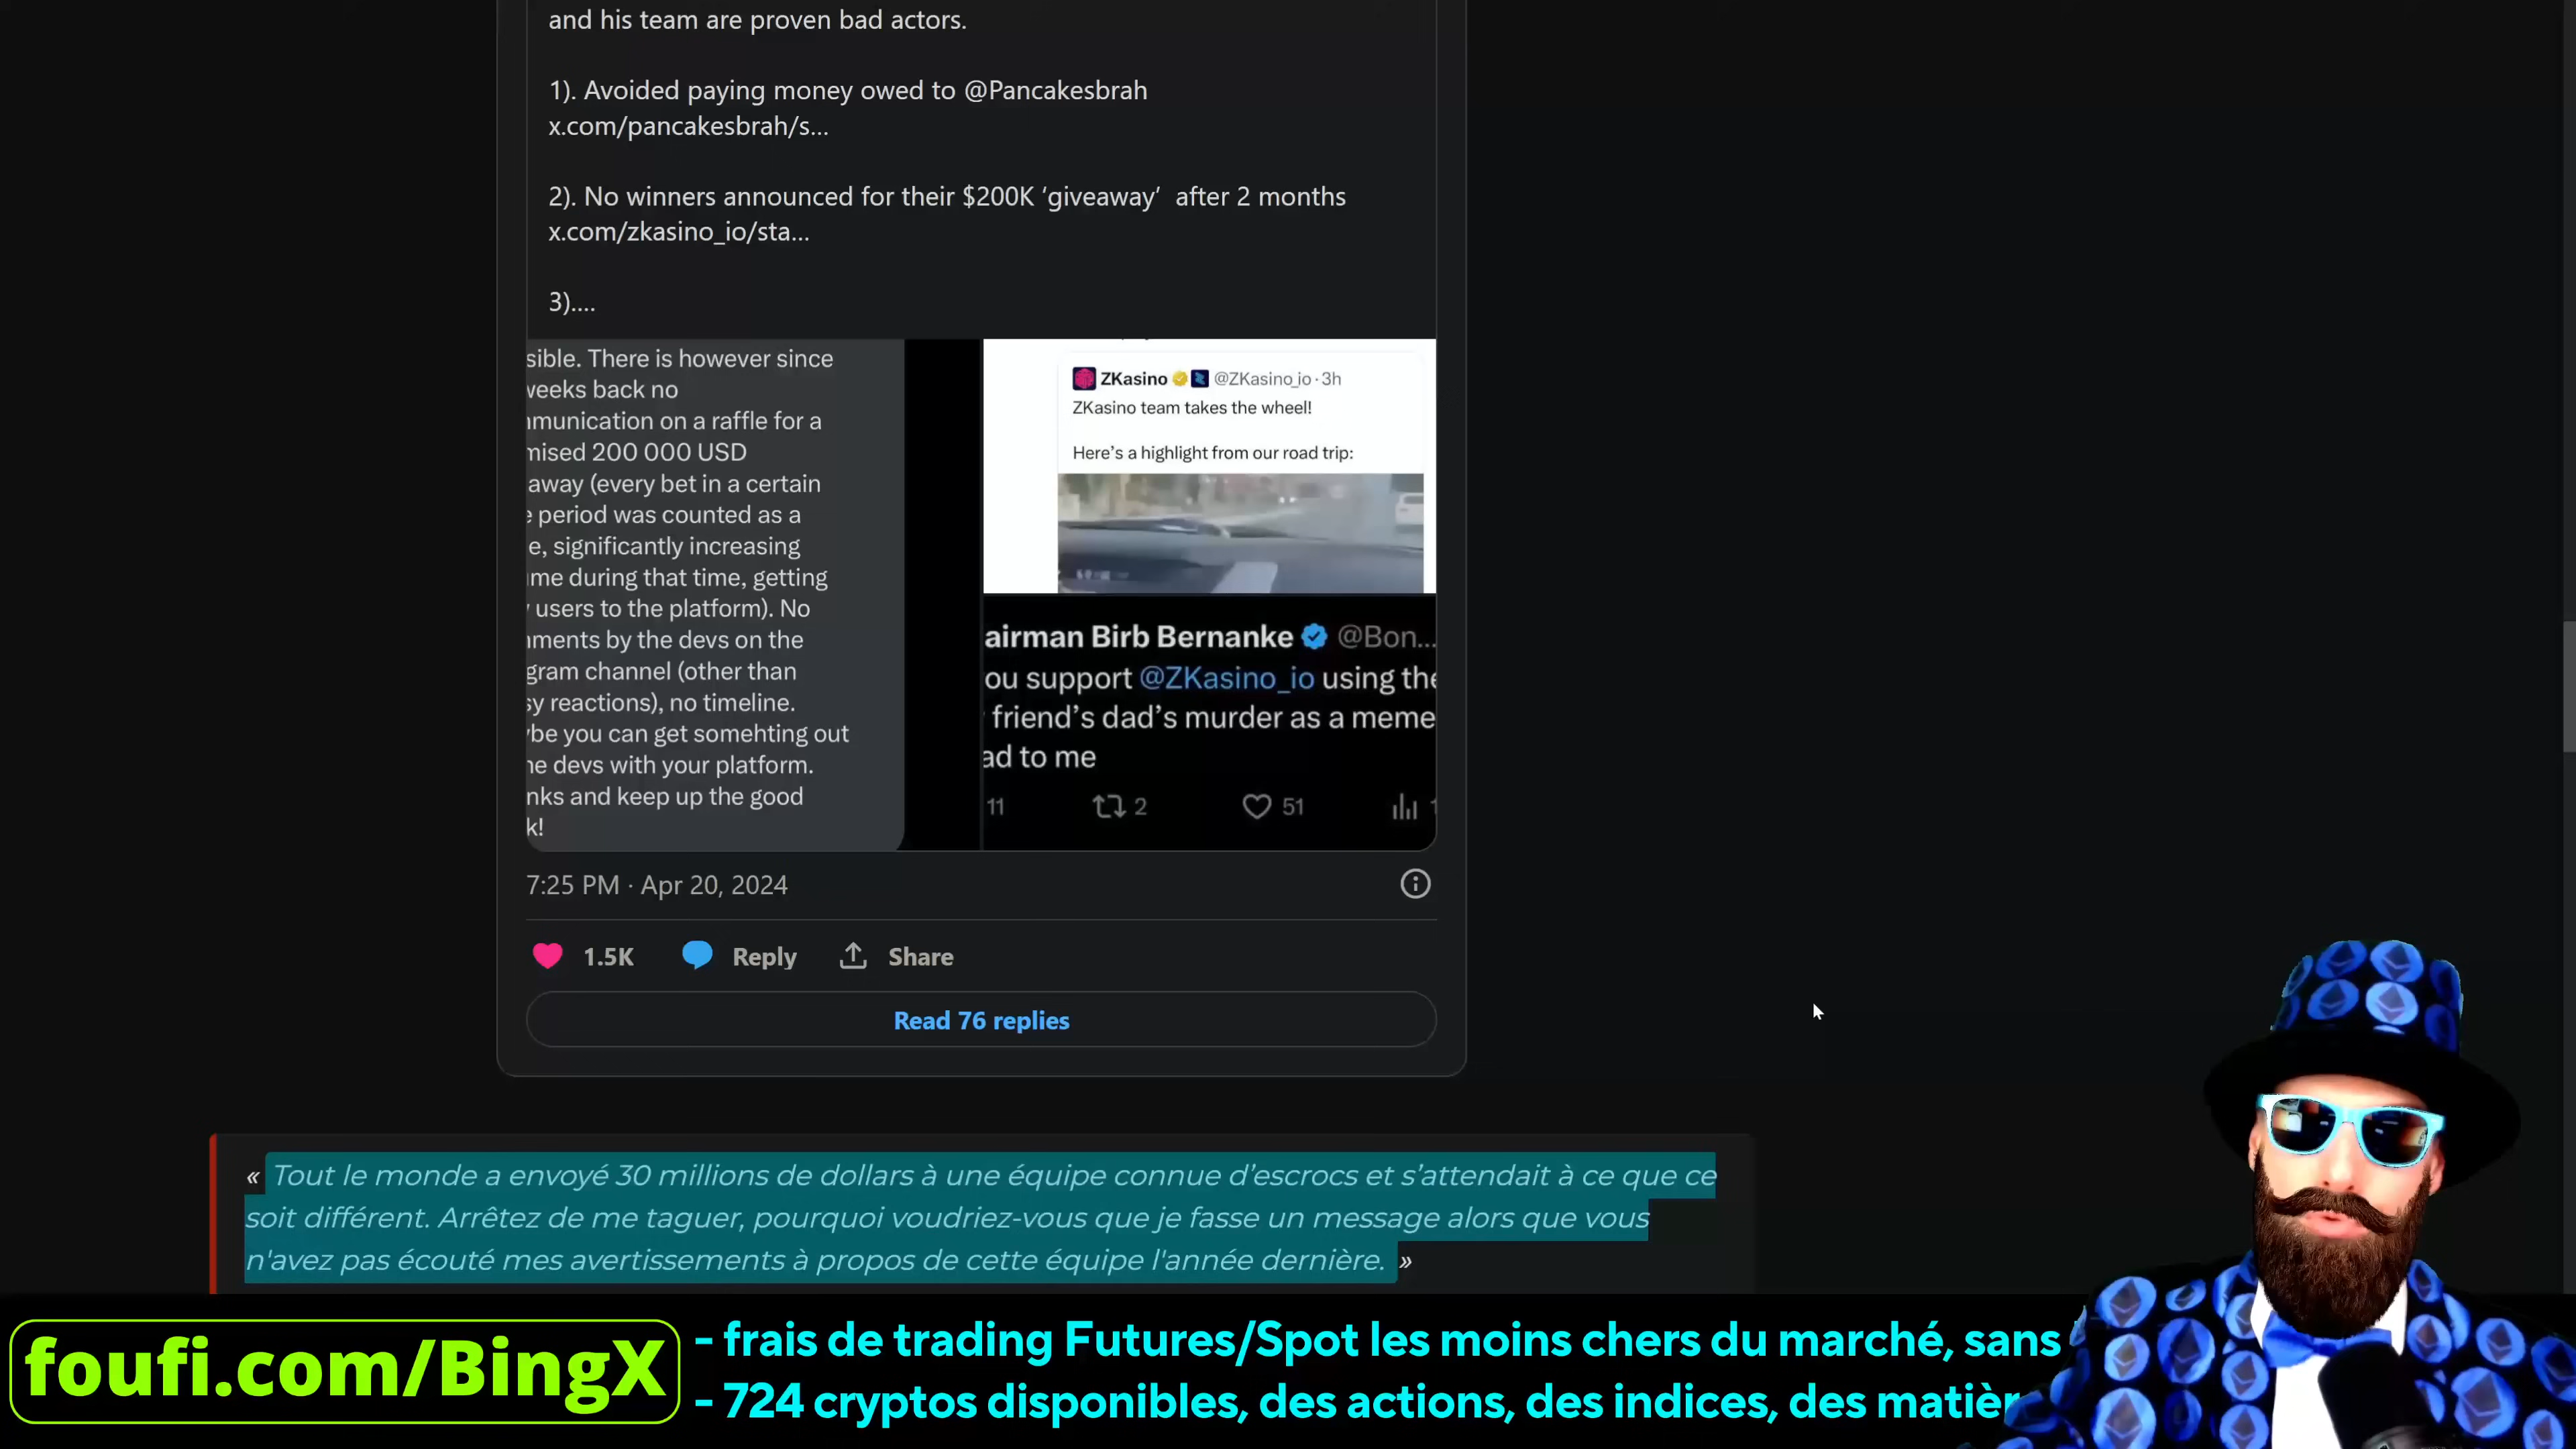 and his team are proven bad actors.
1). Avoided paying money owed to @Pancakesbrah
x.com/pancakesbrah/s...
2). No winners announced for their $200K ‘giveaway’ after 2 months
x.com/zkasino_io/sta...
3)....
sible. There is however since
weeks back no
munication on a raffle for a
mised 200 000 USD
away (every bet in a certain
period was counted as a
e, significantly increasing
me during that time, getting
users to the platform). No
ments by the devs on the
gram channel (other than
sy reactions), no timeline.
be you can get somehting out
he devs with your platform.
nks and keep up the good
k!
ZKasino @ZKasino_io · 3h
ZKasino team takes the wheel!
Here’s a highlight from our road trip:
airman Birb Bernanke @Bon...
ou support @ZKasino_io using the
friend’s dad’s murder as a meme
ad to me
11 2 51
7:25 PM · Apr 20, 2024
1.5K Reply Share
Read 76 replies
« Tout le monde a envoyé 30 millions de dollars à une équipe connue d’escrocs et s’attendait à ce que ce
soit différent. Arrêtez de me taguer, pourquoi voudriez-vous que je fasse un message alors que vous
n'avez pas écouté mes avertissements à propos de cette équipe l'année dernière. »
foufi.com/BingX
- frais de trading Futures/Spot les moins chers du marché, sans
- 724 cryptos disponibles, des actions, des indices, des matièr